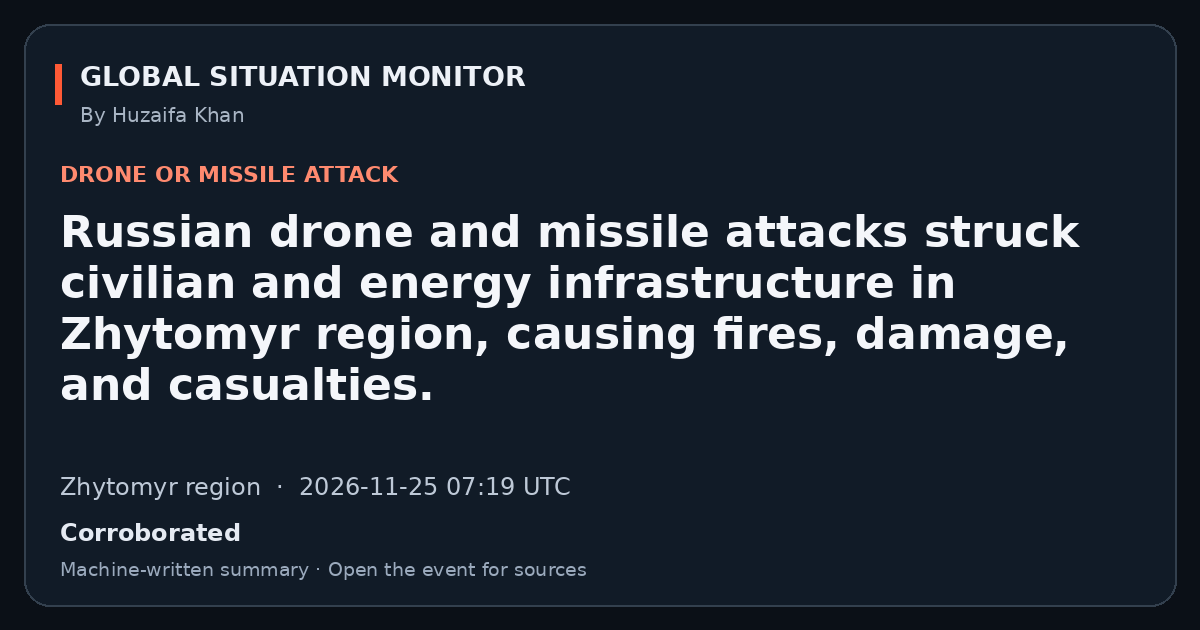 GLOBAL SITUATION MONITOR
By Huzaifa Khan
DRONE OR MISSILE ATTACK
Russian drone and missile attacks struck
civilian and energy infrastructure in
Zhytomyr region, causing fires, damage,
and casualties.
Zhytomyr region · 2026-11-25 07:19 UTC
Corroborated
Machine-written summary · Open the event for sources